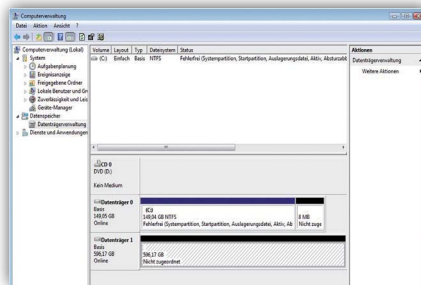 Computerverwaltung
Datei Aktion Ansicht ?
Computerverwaltung (Lokal)
System
Aufgabenplanung
Ereignisanzeige
Freigegebene Ordner
Lokale Benutzer und Gr
Zuverlässigkeit und Leis
Geräte-Manager
Datenspeicher
Datenträgerverwaltung
Dienste und Anwendungen
Volume Layout Typ Dateisystem Status
(C:) Einfach Basis NTFS Fehlerfrei (Systempartition, Startpartition, Auslagerungsdatei, Aktiv, Absturzabb
CD 0
DVD (D:)
Kein Medium
Datenträger 0
Basis
149,05 GB
Online
(C:)
149,04 GB NTFS
Fehlerfrei (Systempartition, Startpartition, Auslagerungsdatei, Aktiv, Ab
8 MB
Nicht zuge
Datenträger 1
Basis
596,17 GB
Online
596,17 GB
Nicht zugeordnet
Aktionen
Datenträgerverwaltung
Weitere Aktionen